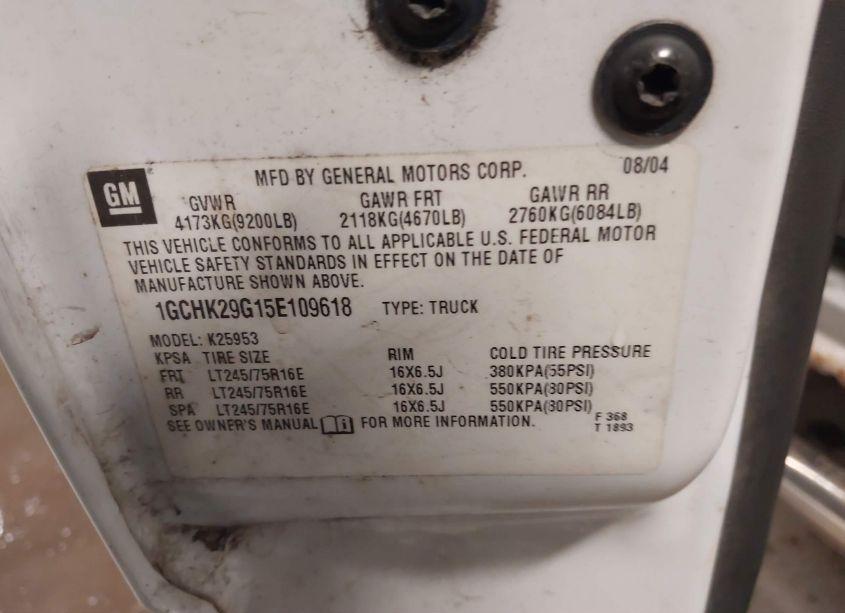 GM
MFD BY GENERAL MOTORS CORP. 08/04
GVWR GAWR FRT GAWR RR
4173KG(9200LB) 2118KG(4670LB) 2760KG(6084LB)
THIS VEHICLE CONFORMS TO ALL APPLICABLE U.S. FEDERAL MOTOR
VEHICLE SAFETY STANDARDS IN EFFECT ON THE DATE OF
MANUFACTURE SHOWN ABOVE.
1GCHK29G15E109618 TYPE: TRUCK
MODEL: K25953
KPSA TIRE SIZE RIM COLD TIRE PRESSURE
FRT LT245/75R16E 16X6.5J 380KPA(55PSI)
RR LT245/75R16E 16X6.5J 550KPA(80PSI)
SPA LT245/75R16E 16X6.5J 550KPA(80PSI)
SEE OWNER'S MANUAL FOR MORE INFORMATION.
F 368
T 1893